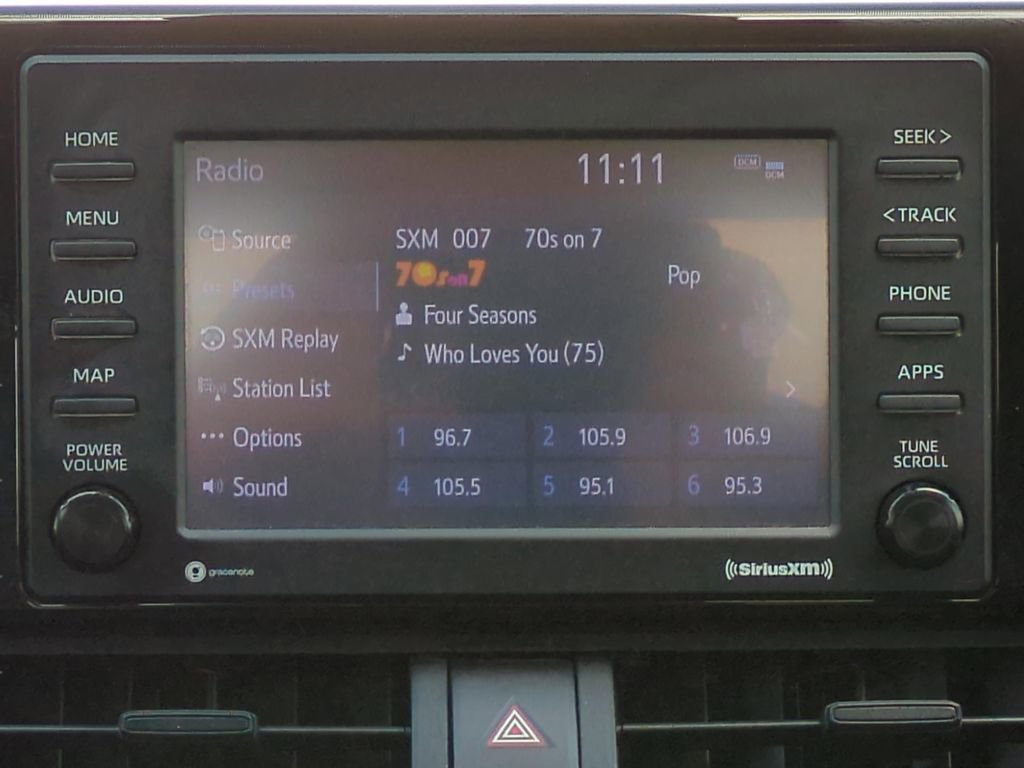 HOME
MENU
AUDIO
MAP
POWER
VOLUME
Radio
11:11
DCM
DCM
Source
Presets
SXM Replay
Station List
Options
Sound
SXM 007 70s on 7
70s on 7
Pop
Four Seasons
Who Loves You (75)
1 96.7 2 105.9 3 106.9
4 105.5 5 95.1 6 95.3
SEEK >
< TRACK
PHONE
APPS
TUNE
SCROLL
gracenote
((SiriusXM))